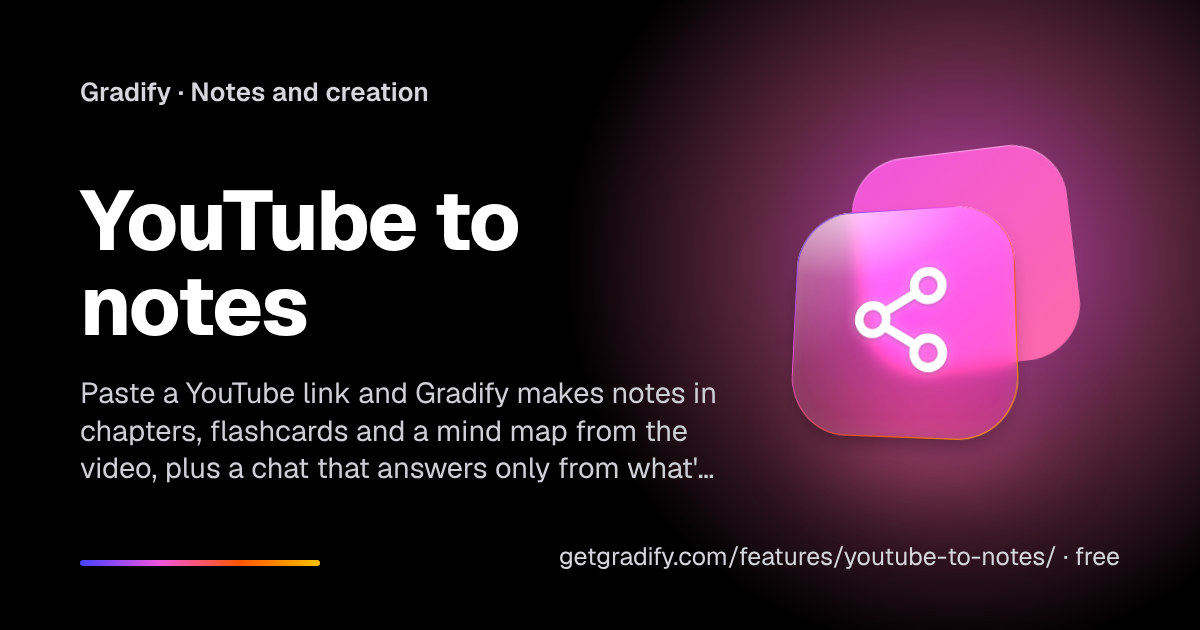 Gradify · Notes and creation
YouTube to
notes
Paste a YouTube link and Gradify makes notes in
chapters, flashcards and a mind map from the
video, plus a chat that answers only from what'...
getgradify.com/features/youtube-to-notes/ · free